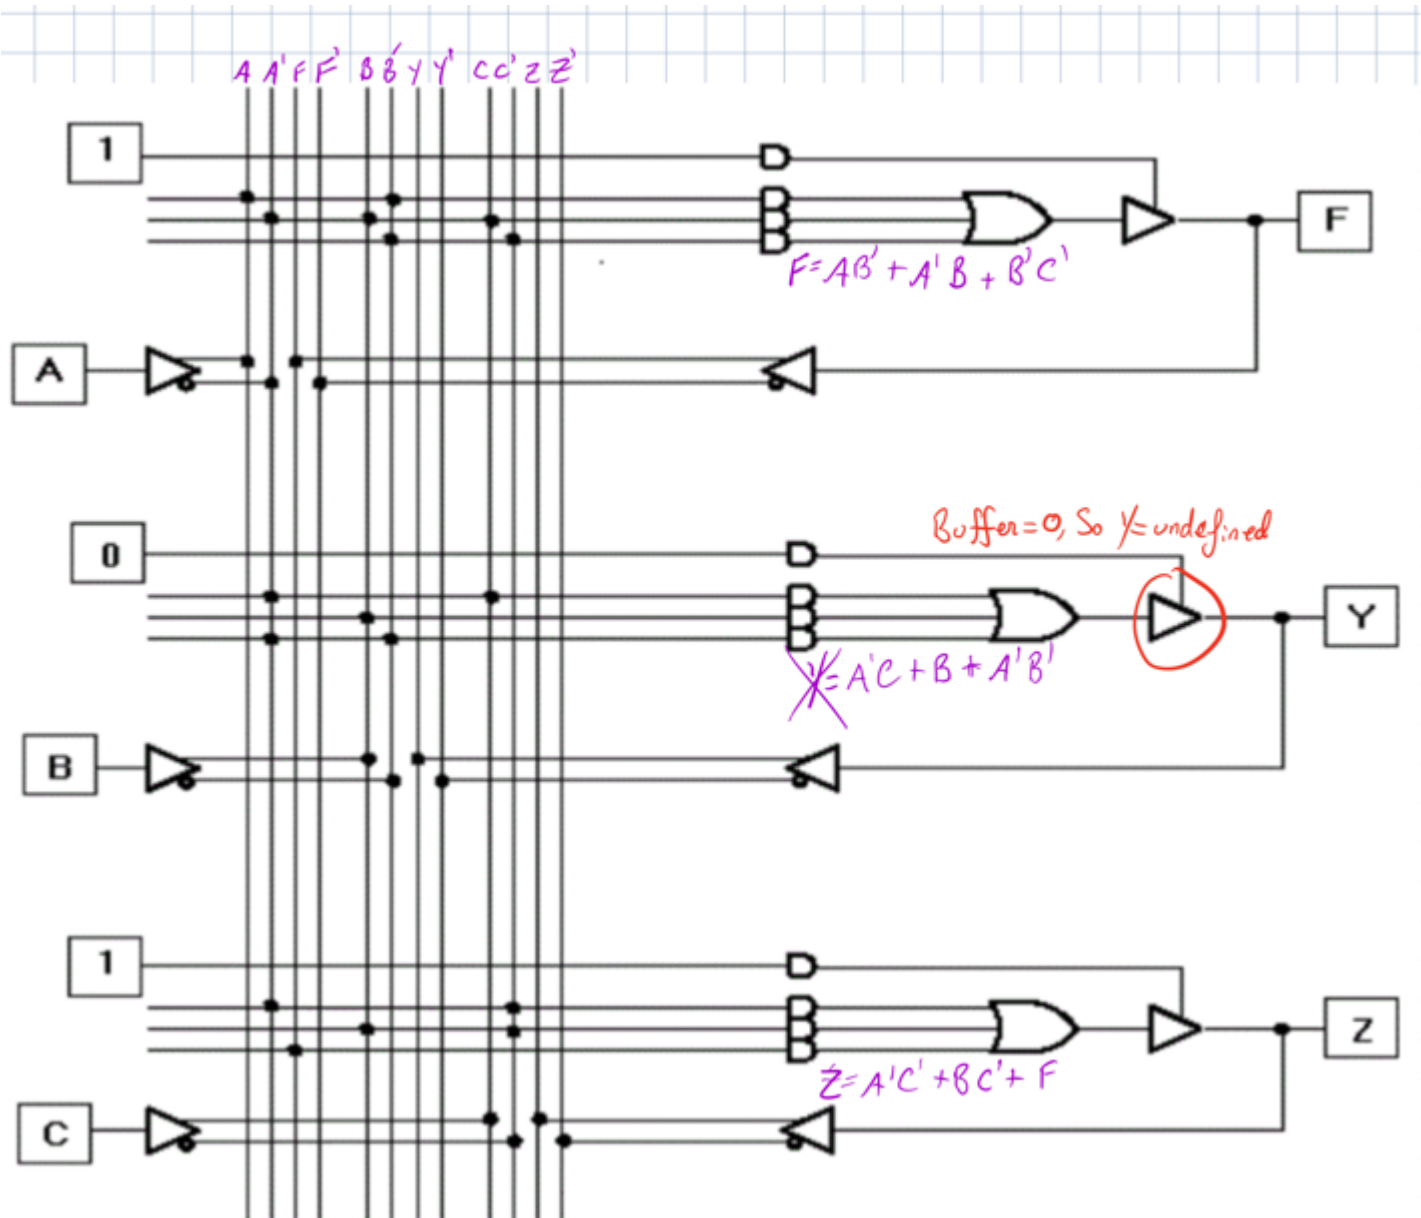 A A' F F' B B' Y Y' C C' Z Z'
1
F
F=AB'+A'B+B'C'
A
Buffer=0, So Y=undefined
0
Y
Y=A'C+B+A'B'
B
1
Z
Z=A'C'+BC'+F
C